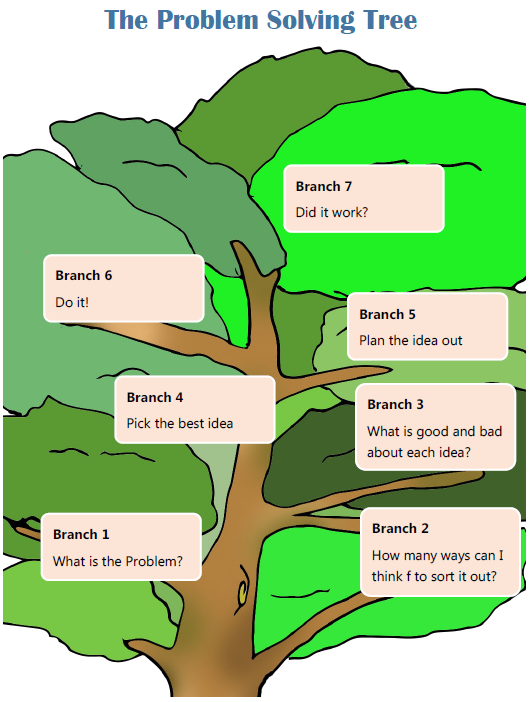 The Problem Solving Tree
Branch 7
Did it work?
Branch 6
Do it!
Branch 5
Plan the idea out
Branch 4
Pick the best idea
Branch 3
What is good and bad
about each idea?
Branch 1
What is the Problem?
Branch 2
How many ways can I
think f to sort it out?